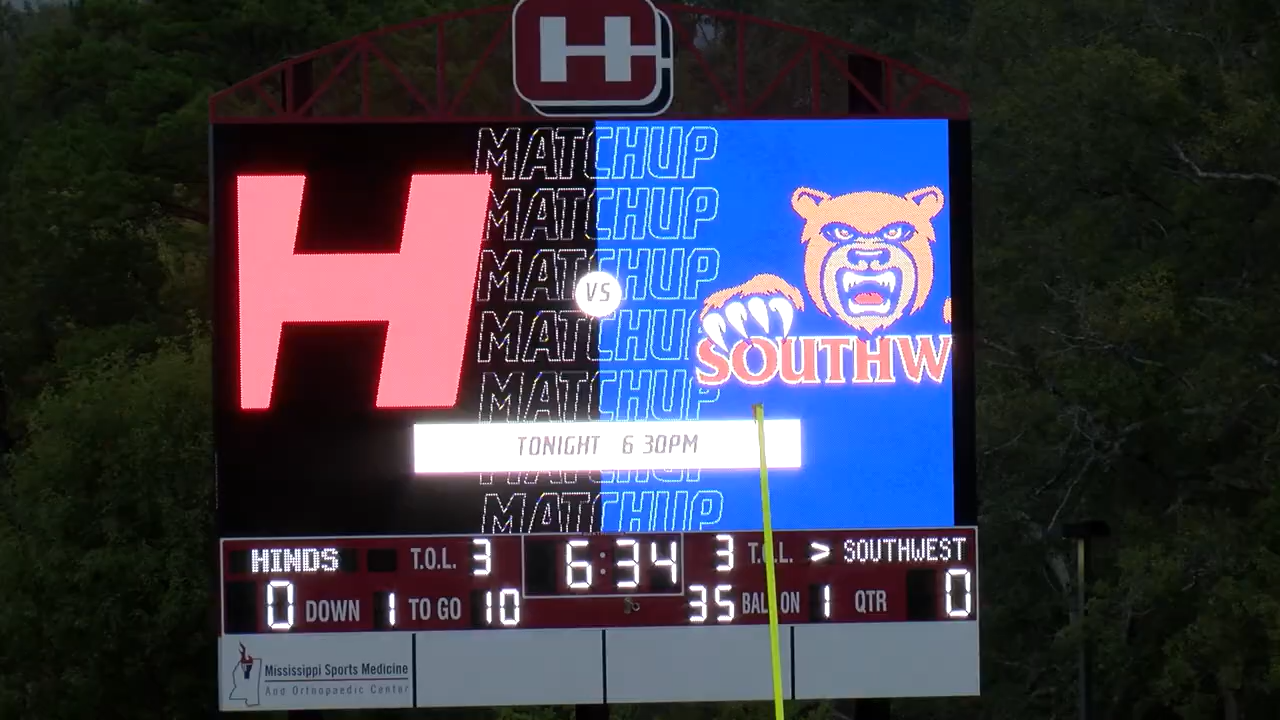 H
MATCHUP
MATCHUP
H
MATCHUP
VS
MATCHUP
SOUTHW
MATCHUP
TONIGHT 6 30PM
MATCHUP
MATCHUP
HINDS T.O.L. 3 6:34 3 T.O.L. > SOUTHWEST
0 DOWN 1 TO GO 10 35 BALL ON 1 QTR 0
Mississippi Sports Medicine
And Orthopaedic Center